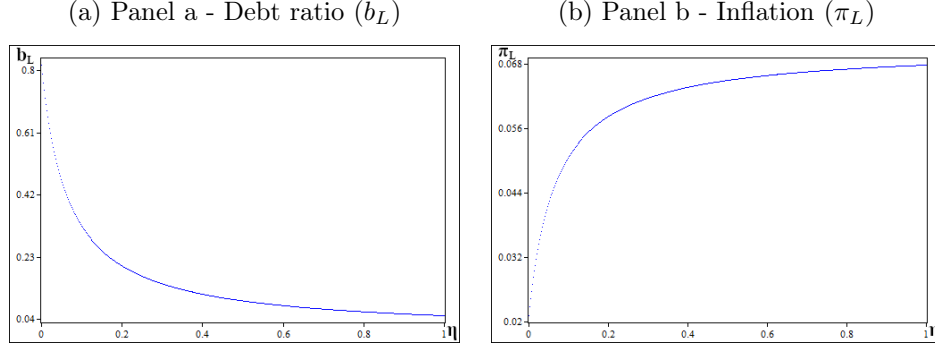 (a) Panel a - Debt ratio (b_L)
(b) Panel b - Inflation (π_L)
b_L
0.8
0.61
0.42
0.23
0.04
0 0.2 0.4 0.6 0.8 1 η
π_L
0.068
0.056
0.044
0.032
0.02
0 0.2 0.4 0.6 0.8 1